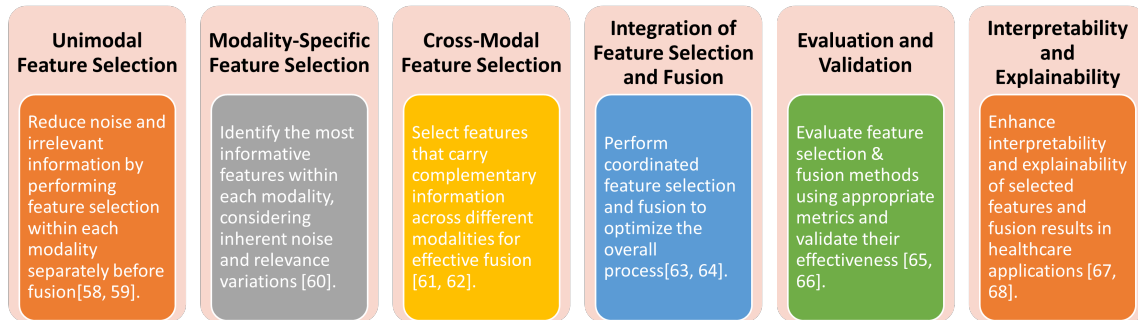 Unimodal
Feature Selection
Reduce noise and
irrelevant
information by
performing
feature selection
within each
modality
separately before
fusion[58, 59].
Modality-Specific
Feature Selection
Identify the most
informative
features within
each modality,
considering
inherent noise
and relevance
variations [60].
Cross-Modal
Feature Selection
Select features
that carry
complementary
information
across different
modalities for
effective fusion
[61, 62].
Integration of
Feature Selection
and Fusion
Perform
coordinated
feature selection
and fusion to
optimize the
overall
process[63, 64].
Evaluation and
Validation
Evaluate feature
selection &
fusion methods
using appropriate
metrics and
validate their
effectiveness [65,
66].
Interpretability
and
Explainability
Enhance
interpretability
and explainability
of selected
features and
fusion results in
healthcare
applications [67,
68].